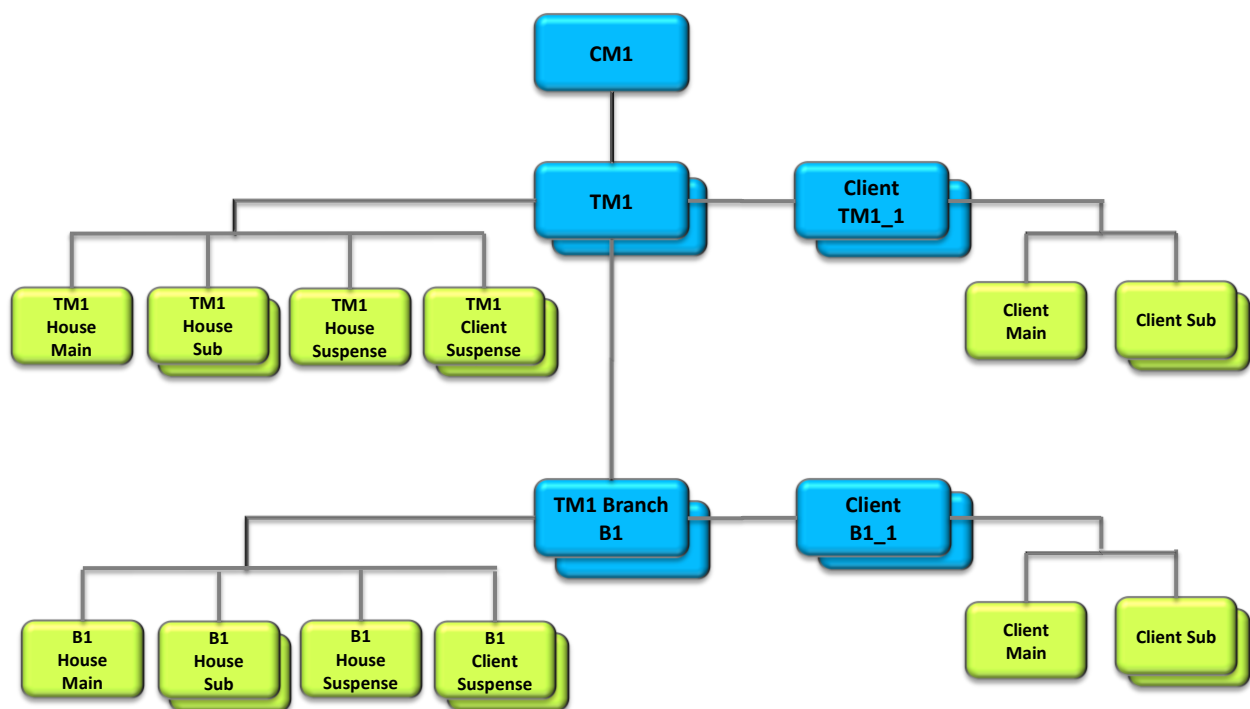 CM1
TM1
Client
TM1_1
TM1
House
Main
TM1
House
Sub
TM1
House
Suspense
TM1
Client
Suspense
Client
Main
Client Sub
TM1 Branch
B1
Client
B1_1
B1
House
Main
B1
House
Sub
B1
House
Suspense
B1
Client
Suspense
Client
Main
Client Sub